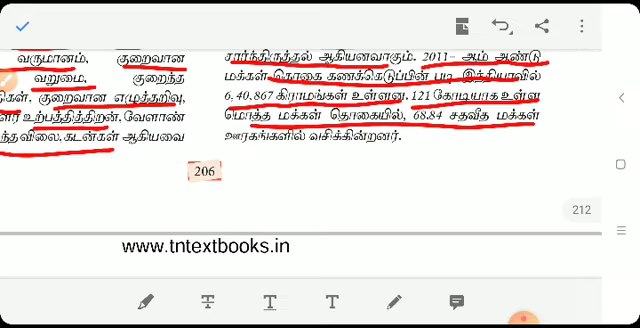 வருமானம், குறைவான
வறுமை, குறைந்த
குறைவான எழுத்தறிவு,
உற்பத்தித்திறன். வேளாண்
கடன்கள் ஆகியவை
சார்ந்திருத்தல் ஆகியனவாகும். 2011- ஆம் ஆண்டு
மக்கள் தொகை கணக்கெடுப்பின் படி இந்தியாவில்
6,40,867 கிராமங்கள் உள்ளன. 121 கோடியாக உள்ள
மொத்த மக்கள் தொகையில், 68.84 சதவீத மக்கள்
ஊரகங்களில் வசிக்கின்றனர்.
206
212
www.tntextbooks.in
T T T